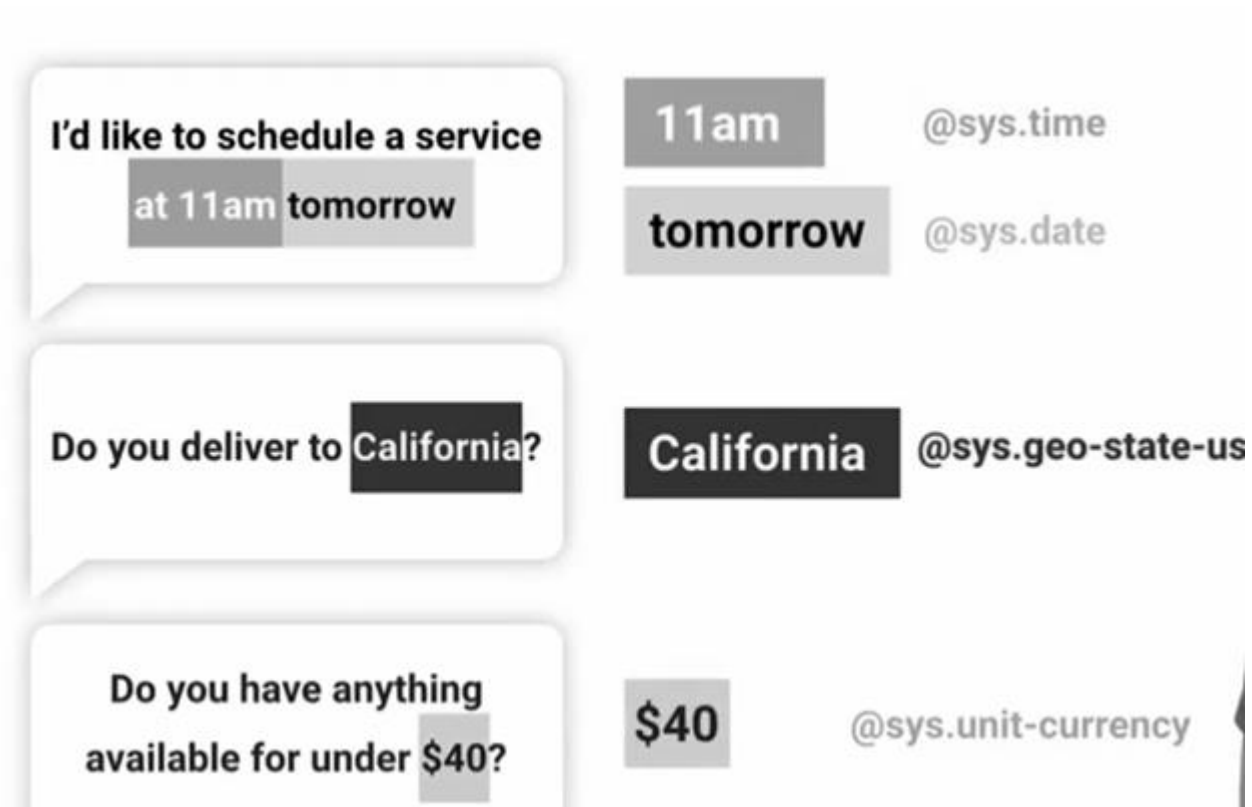 I'd like to schedule a service
at 11am tomorrow
11am @sys.time
tomorrow @sys.date
Do you deliver to California?
California @sys.geo-state-us
Do you have anything
available for under $40?
$40 @sys.unit-currency